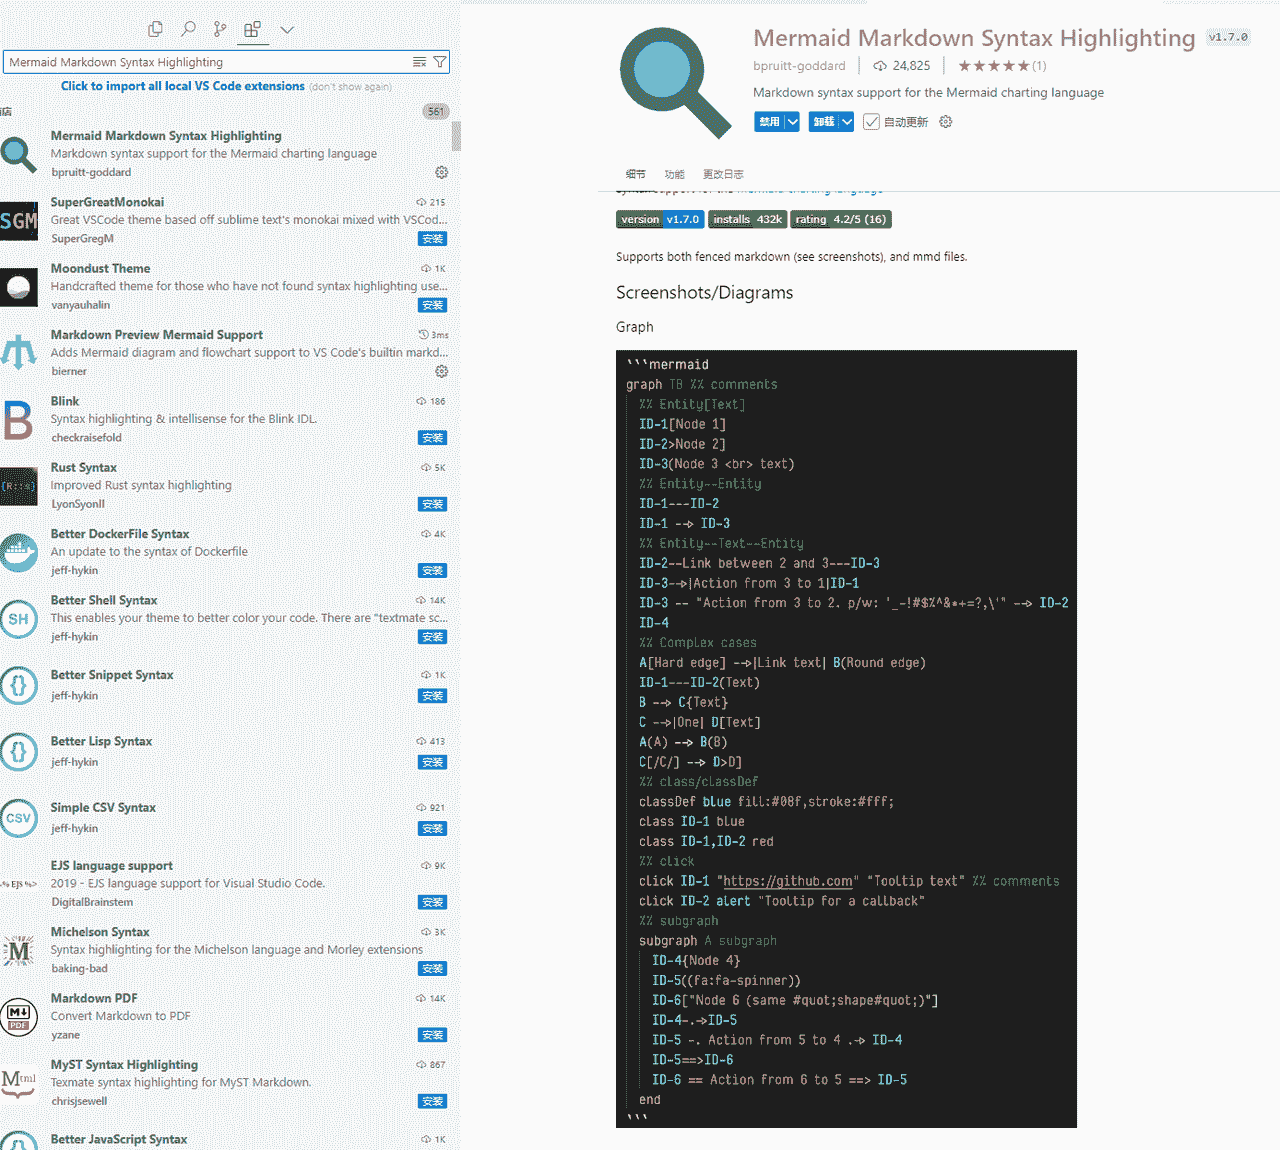 Mermaid Markdown Syntax Highlighting
Click to import all local VS Code extensions (don't show again)
店
561
Mermaid Markdown Syntax Highlighting
Markdown syntax support for the Mermaid charting language
bpruitt-goddard
SuperGreatMonokai 215
Great VSCode theme based off sublime text's monokai mixed with VSCod...
SuperGregM 安装
SGM
Moondust Theme 1K
Handcrafted theme for those who have not found syntax highlighting use...
vanyauhalin 安装
Markdown Preview Mermaid Support 3ms
Adds Mermaid diagram and flowchart support to VS Code's builtin markd...
bierner
Blink 186
Syntax highlighting & intellisense for the Blink IDL.
checkraisefold 安装
B
Rust Syntax 5K
Improved Rust syntax highlighting
LyonSyonII 安装
{R::s}
Better DockerFile Syntax 4K
An update to the syntax of Dockerfile
jeff-hykin 安装
Better Shell Syntax 14K
This enables your theme to better color your code. There are "textmate sc...
jeff-hykin 安装
SH
Better Snippet Syntax 1K
jeff-hykin 安装
{}
Better Lisp Syntax 413
jeff-hykin 安装
{}
Simple CSV Syntax 921
jeff-hykin 安装
CSV
EJS language support 9K
2019 - EJS language support for Visual Studio Code.
DigitalBrainstem 安装
<% EJS %>
Michelson Syntax 3K
Syntax highlighting for the Michelson language and Morley extensions
baking-bad 安装
M
Markdown PDF 14K
Convert Markdown to PDF
yzane 安装
M
PDF
MyST Syntax Highlighting 867
Texmate syntax highlighting for MyST Markdown.
chrisjsewell 安装
Mtml
Better JavaScript Syntax 1K
Mermaid Markdown Syntax Highlighting v1.7.0
bpruitt-goddard 24,825 ★★★★★(1)
Markdown syntax support for the Mermaid charting language
禁用 卸载 自动更新
细节 功能 更改日志
Syntax support for the Mermaid charting language
version v1.7.0 installs 432k rating 4.2/5 (16)
Supports both fenced markdown (see screenshots), and mmd files.
Screenshots/Diagrams
Graph
```mermaid
graph TB %% comments
%% Entity[Text]
ID-1[Node 1]
ID-2>Node 2]
ID-3(Node 3 <br> text)
%% Entity--Entity
ID-1---ID-2
ID-1 --> ID-3
%% Entity--Text--Entity
ID-2--Link between 2 and 3---ID-3
ID-3-->|Action from 3 to 1|ID-1
ID-3 -- "Action from 3 to 2. p/w: '_-!#$%^&*+=?,\'" --> ID-2
ID-4
%% Complex cases
A[Hard edge] -->|Link text| B(Round edge)
ID-1---ID-2(Text)
B --> C{Text}
C -->|One| D[Text]
A(A) --> B(B)
C[/C/] --> D>D]
%% class/classDef
classDef blue fill:#08f,stroke:#fff;
class ID-1 blue
class ID-1,ID-2 red
%% click
click ID-1 "https://github.com" "Tooltip text" %% comments
click ID-2 alert "Tooltip for a callback"
%% subgraph
subgraph A subgraph
ID-4{Node 4}
ID-5((fa:fa-spinner))
ID-6["Node 6 (same #quot;shape#quot;)"]
ID-4-.->ID-5
ID-5 -. Action from 5 to 4 .-> ID-4
ID-5==>ID-6
ID-6 == Action from 6 to 5 ==> ID-5
end
```